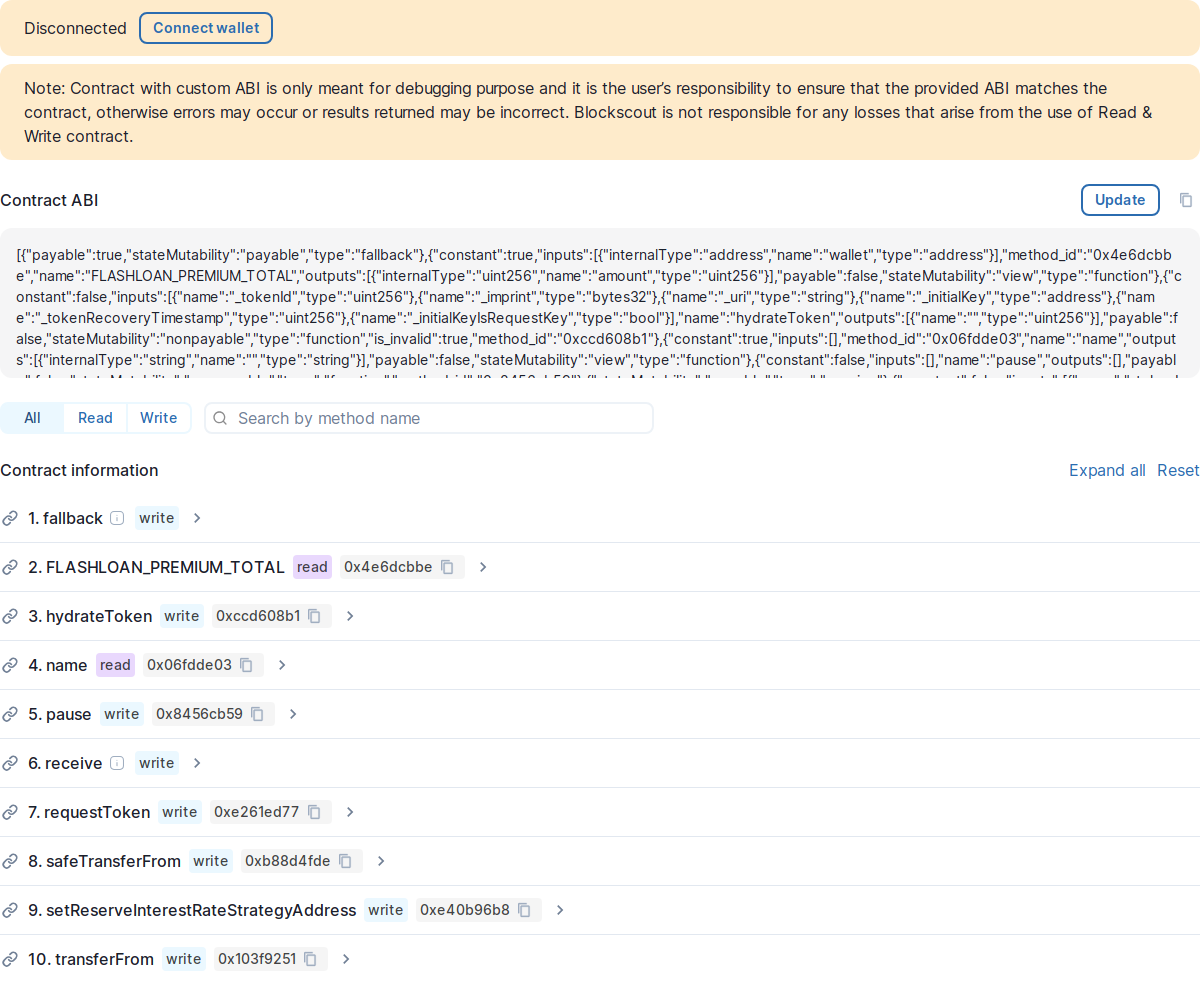 Disconnected Connect wallet
Note: Contract with custom ABI is only meant for debugging purpose and it is the user's responsibility to ensure that the provided ABI matches the
contract, otherwise errors may occur or results returned may be incorrect. Blockscout is not responsible for any losses that arise from the use of Read &
Write contract.
Contract ABI Update
[{"payable":true,"stateMutability":"payable","type":"fallback"},{"constant":true,"inputs":[{"internalType":"address","name":"wallet","type":"address"}],"method_id":"0x4e6dcbb
e","name":"FLASHLOAN_PREMIUM_TOTAL","outputs":[{"internalType":"uint256","name":"amount","type":"uint256"}],"payable":false,"stateMutability":"view","type":"function"},{"c
onstant":false,"inputs":[{"name":"_tokenId","type":"uint256"},{"name":"_imprint","type":"bytes32"},{"name":"_uri","type":"string"},{"name":"_initialKey","type":"address"},{"nam
e":"_tokenRecoveryTimestamp","type":"uint256"},{"name":"_initialKeyIsRequestKey","type":"bool"}],"name":"hydrateToken","outputs":[{"name":"","type":"uint256"}],"payable":f
alse,"stateMutability":"nonpayable","type":"function","is_invalid":true,"method_id":"0xccd608b1"},{"constant":true,"inputs":[],"method_id":"0x06fdde03","name":"name","output
s":[{"internalType":"string","name":"","type":"string"}],"payable":false,"stateMutability":"view","type":"function"},{"constant":false,"inputs":[],"name":"pause","outputs":[],"payabl
All Read Write Search by method name
Contract information Expand all Reset
1. fallback write
2. FLASHLOAN_PREMIUM_TOTAL read 0x4e6dcbbe
3. hydrateToken write 0xccd608b1
4. name read 0x06fdde03
5. pause write 0x8456cb59
6. receive write
7. requestToken write 0xe261ed77
8. safeTransferFrom write 0xb88d4fde
9. setReserveInterestRateStrategyAddress write 0xe40b96b8
10. transferFrom write 0x103f9251